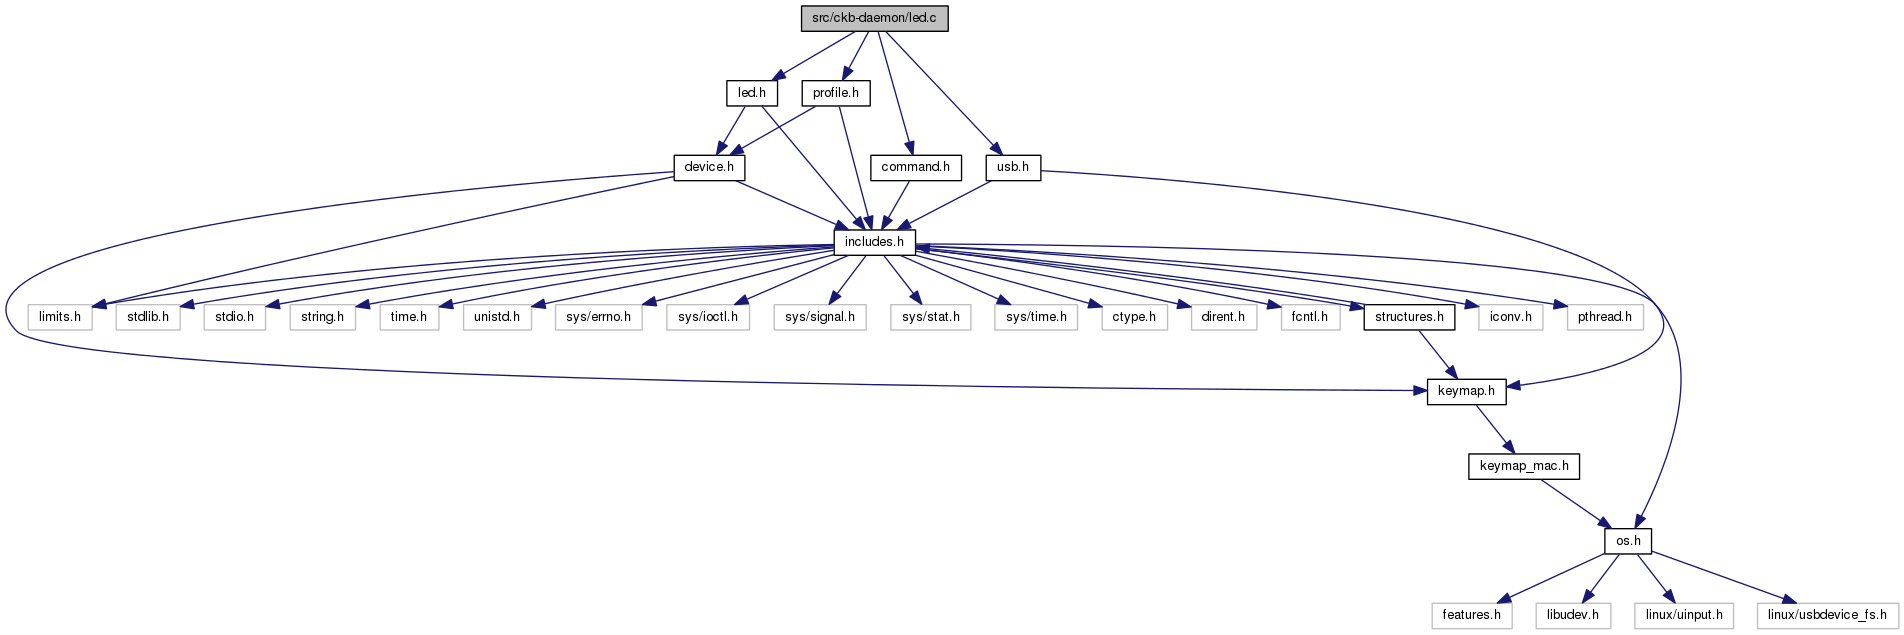 src/ckb-daemon/led.c
led.h
profile.h
device.h
command.h
usb.h
includes.h
limits.h
stdlib.h
stdio.h
string.h
time.h
unistd.h
sys/errno.h
sys/ioctl.h
sys/signal.h
sys/stat.h
sys/time.h
ctype.h
dirent.h
fcntl.h
structures.h
iconv.h
pthread.h
keymap.h
keymap_mac.h
os.h
features.h
libudev.h
linux/uinput.h
linux/usbdevice_fs.h